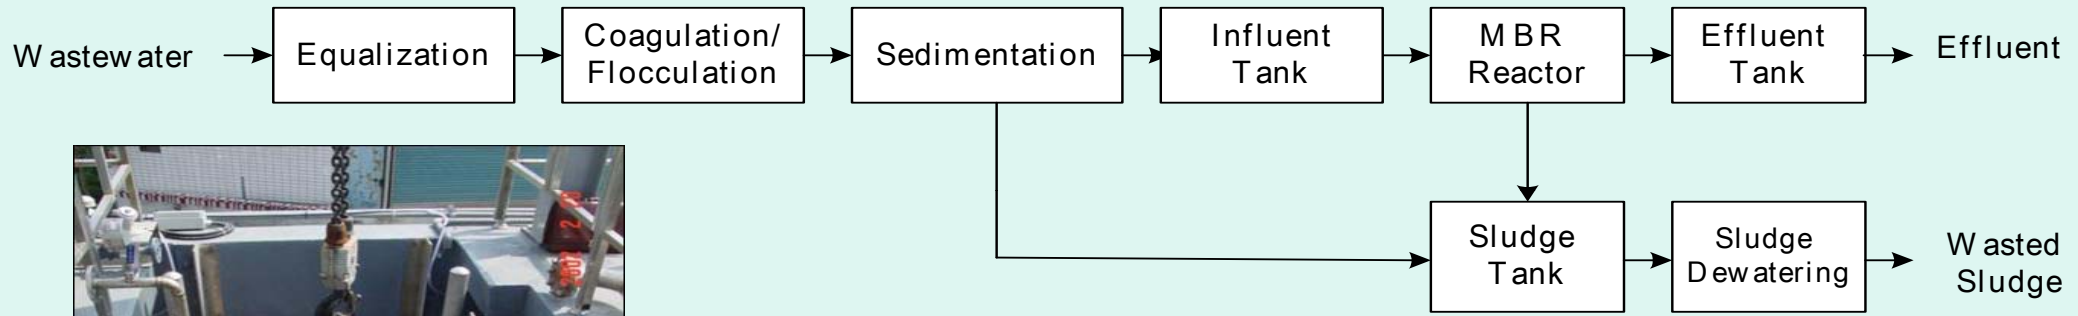 Wastewater
Equalization
Coagulation/
Flocculation
Sedimentation
Influent
Tank
MBR
Reactor
Effluent
Tank
Effluent
Sludge
Tank
Sludge
Dewatering
Wasted
Sludge